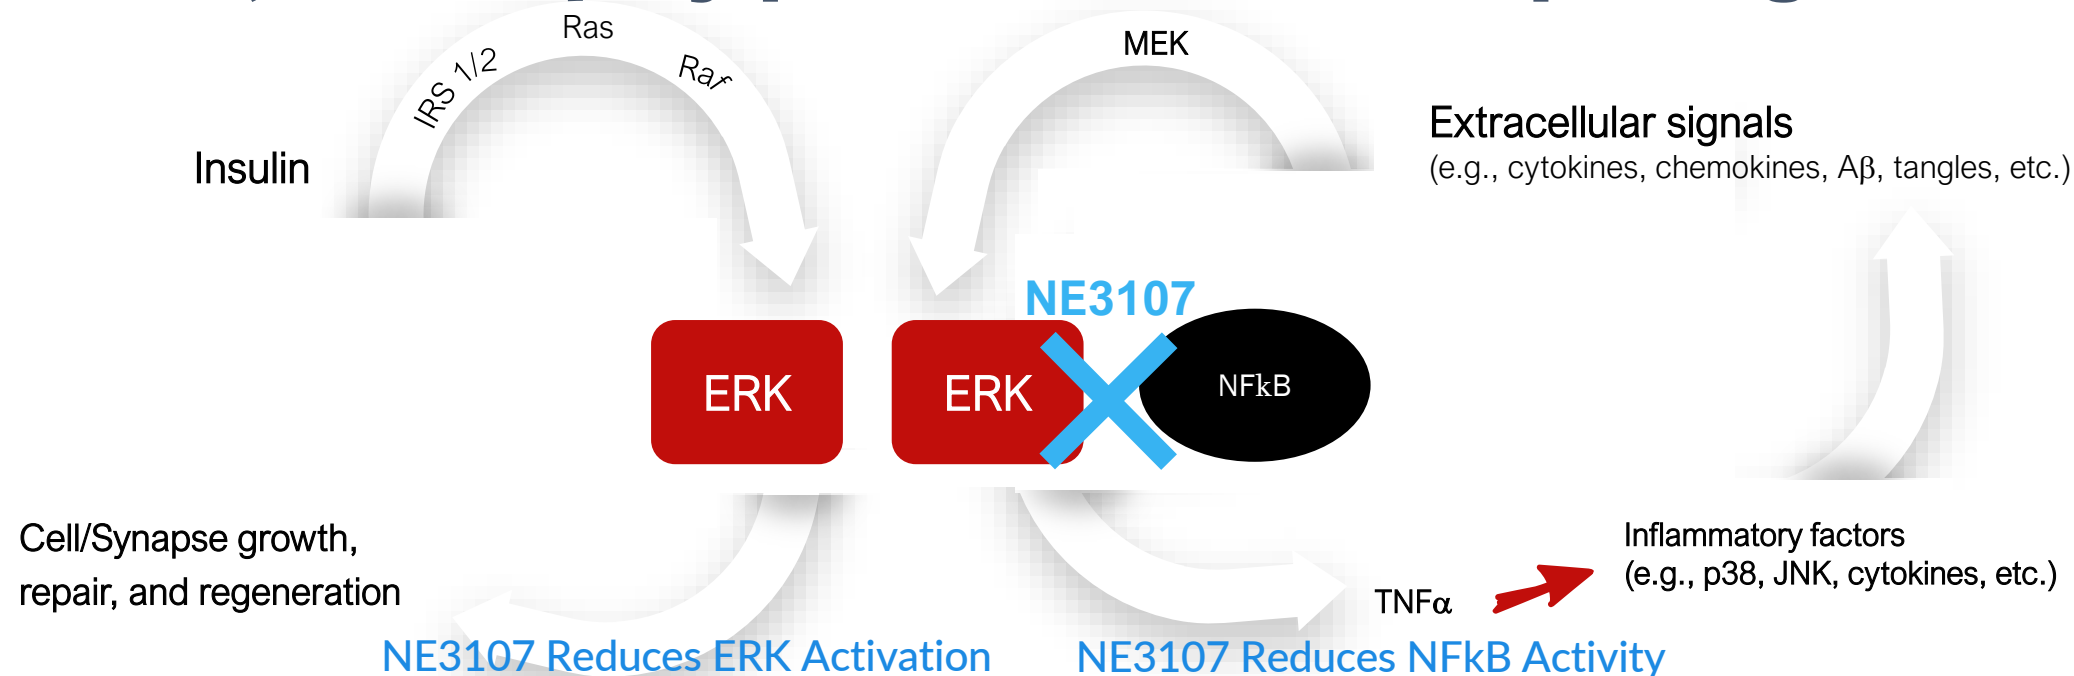 Ras
IRS 1/2
Raf
MEK
Insulin
Extracellular signals
(e.g., cytokines, chemokines, Aβ, tangles, etc.)
NE3107
ERK
ERK
NFkB
Cell/Synapse growth,
repair, and regeneration
Inflammatory factors
(e.g., p38, JNK, cytokines, etc.)
TNFα
NE3107 Reduces ERK Activation
NE3107 Reduces NFkB Activity